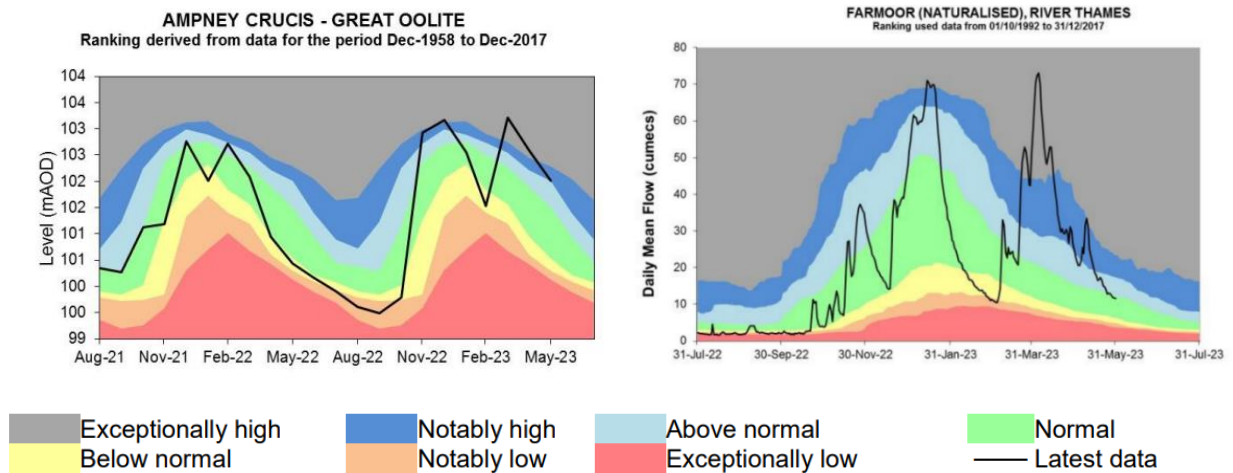 AMPNEY CRUCIS - GREAT OOLITE
Ranking derived from data for the period Dec-1958 to Dec-2017
Level (mAOD)
104
104
103
103
102
102
101
101
100
100
99
Aug-21 Nov-21 Feb-22 May-22 Aug-22 Nov-22 Feb-23 May-23
FARMOOR (NATURALISED), RIVER THAMES
Ranking used data from 01/10/1992 to 31/12/2017
Daily Mean Flow (cumecs)
80
70
60
50
40
30
20
10
0
31-Jul-22 30-Sep-22 30-Nov-22 31-Jan-23 31-Mar-23 31-May-23 31-Jul-23
Exceptionally high Notably high Above normal Normal
Below normal Notably low Exceptionally low Latest data